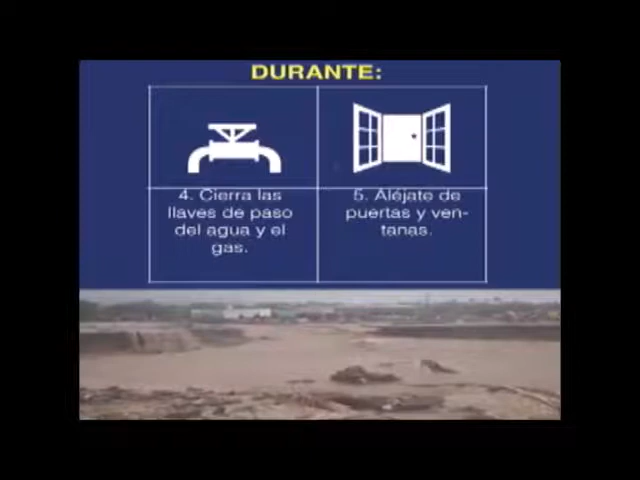 DURANTE:
4. Cierra las
llaves de paso
del agua y el
gas.
5. Aléjate de
puertas y ven-
tanas.